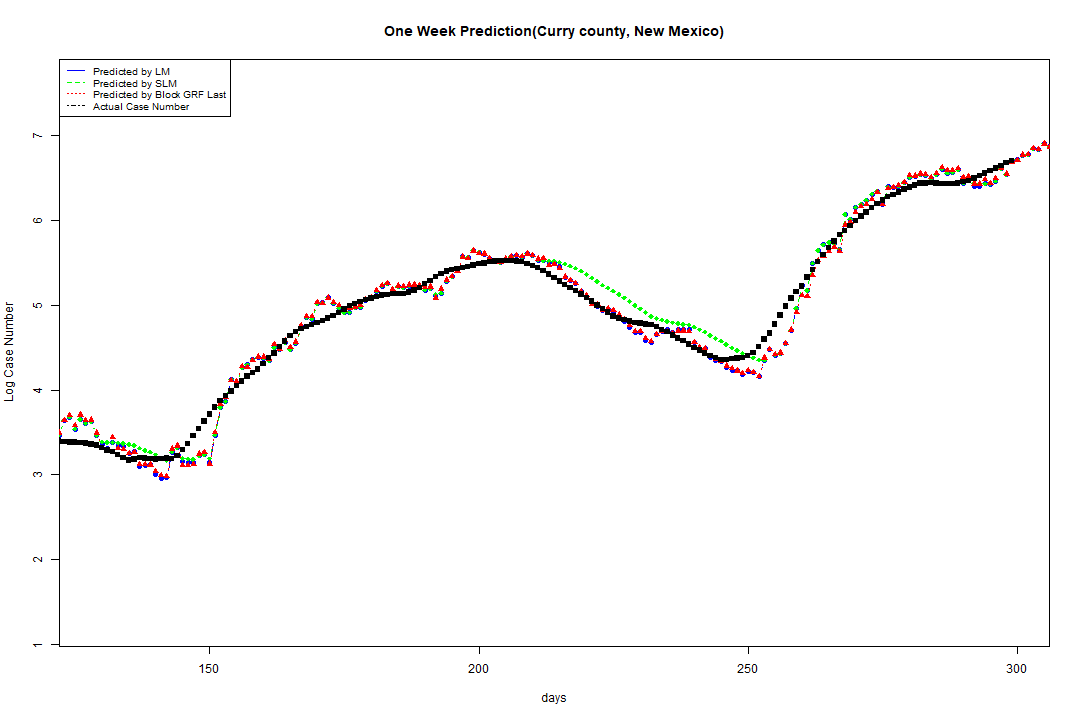 One Week Prediction(Curry county, New Mexico)
Predicted by LM
Predicted by SLM
Predicted by Block GRF Last
Actual Case Number
7
6
5
4
3
2
1
Log Case Number
150 200 250 300
days